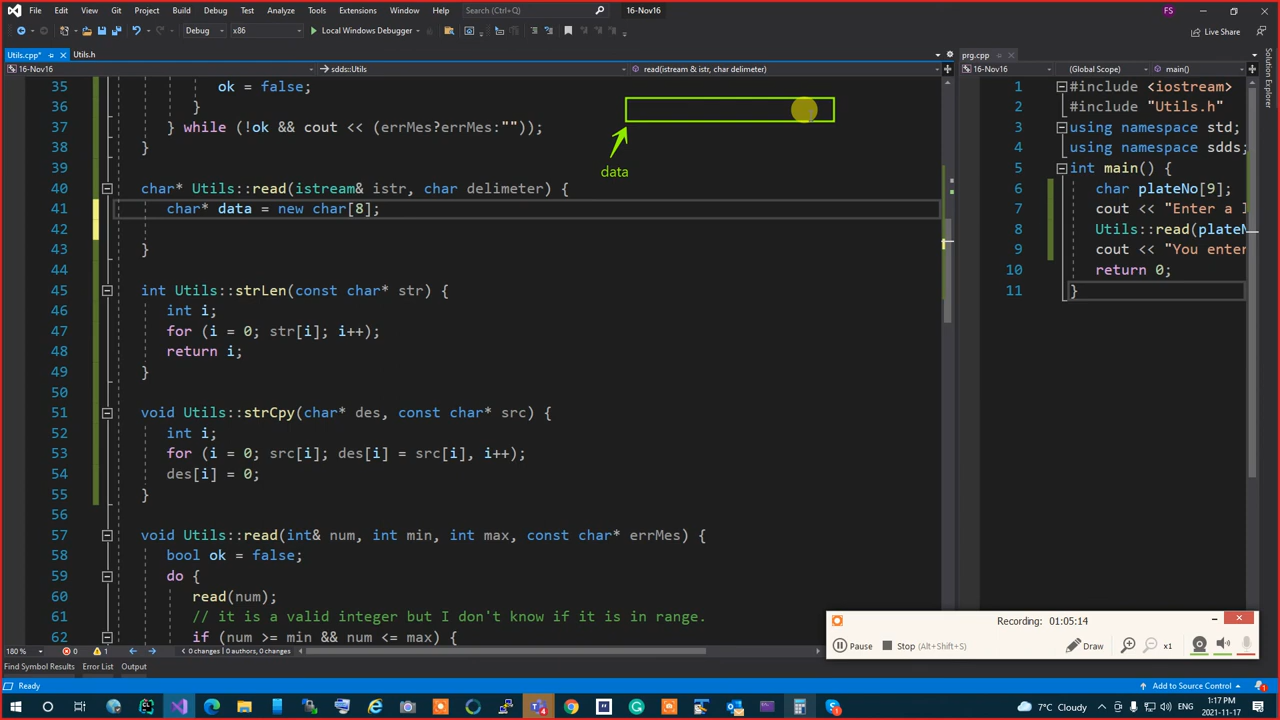 File Edit View Git Project Build Debug Test Analyze Tools Extensions Window Help Search (Ctrl+Q) 16-Nov16 FS
Debug x86 Local Windows Debugger Live Share
Utils.cpp* Utils.h prg.cpp
16-Nov16 sdds::Utils read(istream & istr, char delimeter) 16-Nov16 (Global Scope) main()
Solution Explorer
35 ok = false;
36 }
37 } while (!ok && cout << (errMes?errMes:""));
38 }
39
40 char* Utils::read(istream& istr, char delimeter) {
41 char* data = new char[8];
42
43 }
44
45 int Utils::strLen(const char* str) {
46 int i;
47 for (i = 0; str[i]; i++);
48 return i;
49 }
50
51 void Utils::strCpy(char* des, const char* src) {
52 int i;
53 for (i = 0; src[i]; des[i] = src[i], i++);
54 des[i] = 0;
55 }
56
57 void Utils::read(int& num, int min, int max, const char* errMes) {
58 bool ok = false;
59 do {
60 read(num);
61 // it is a valid integer but I don't know if it is in range.
62 if (num >= min && num <= max) {
data
1 #include <iostream>
2 #include "Utils.h"
3 using namespace std;
4 using namespace sdds;
5 int main() {
6 char plateNo[9];
7 cout << "Enter a
8 Utils::read(plate
9 cout << "You enter
10 return 0;
11 }
Recording: 01:05:14
Pause Stop (Alt+Shift+S) Draw x1
180 % 0 1 0 changes | 0 authors, 0 changes
Find Symbol Results Error List Output
Ready Add to Source Control 1
7°C Cloudy ENG 1:17 PM 2021-11-17